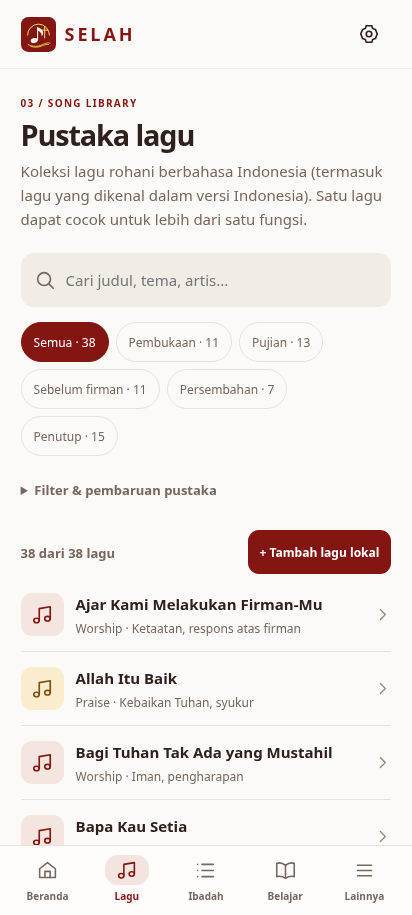 SELAH
03 / SONG LIBRARY
Pustaka lagu
Koleksi lagu rohani berbahasa Indonesia (termasuk
lagu yang dikenal dalam versi Indonesia). Satu lagu
dapat cocok untuk lebih dari satu fungsi.
Cari judul, tema, artis...
Semua · 38
Pembukaan · 11
Pujian · 13
Sebelum firman · 11
Persembahan · 7
Penutup · 15
Filter & pembaruan pustaka
38 dari 38 lagu
+ Tambah lagu lokal
Ajar Kami Melakukan Firman-Mu
Worship · Ketaatan, respons atas firman
Allah Itu Baik
Praise · Kebaikan Tuhan, syukur
Bagi Tuhan Tak Ada yang Mustahil
Worship · Iman, pengharapan
Bapa Kau Setia
Beranda
Lagu
Ibadah
Belajar
Lainnya